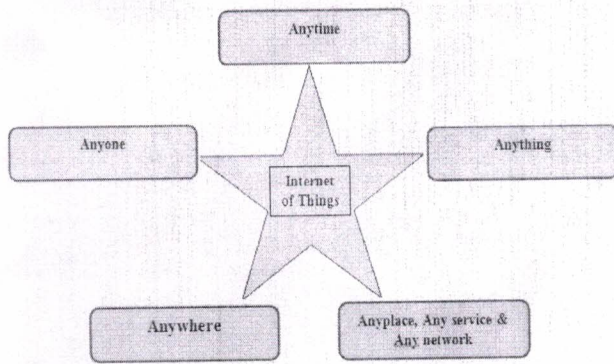 Anytime
Anyone
Anything
Internet
of Things
Anywhere
Anyplace, Any service &
Any network